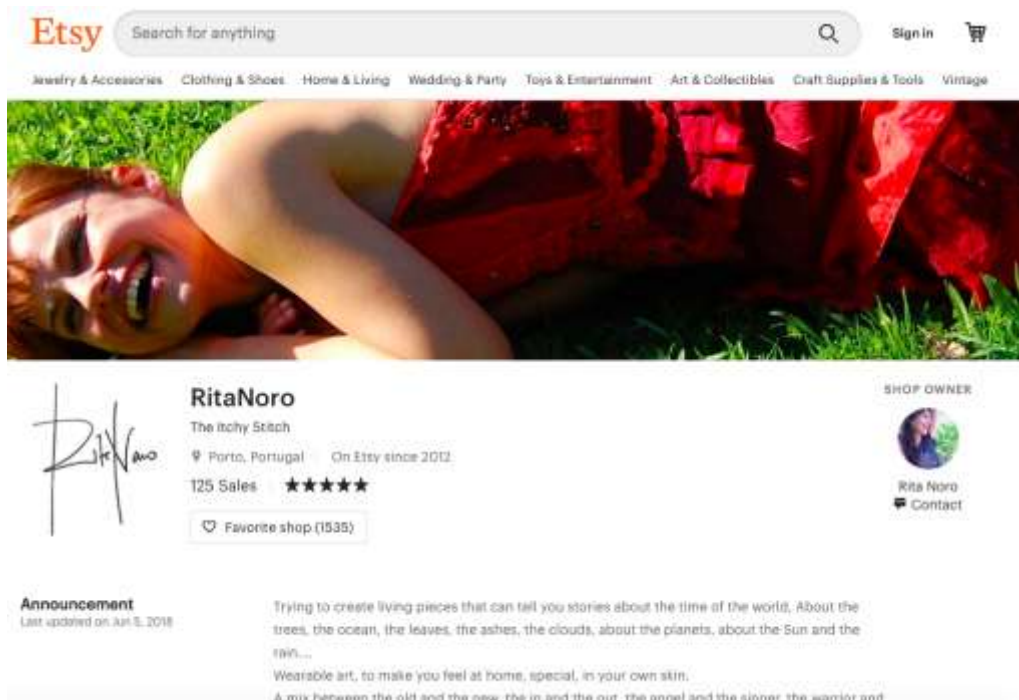 Etsy
Search for anything
Sign in
Jewelry & Accessories Clothing & Shoes Home & Living Wedding & Party Toys & Entertainment Art & Collectibles Craft Supplies & Tools Vintage
RitaNoro
RitaNoro
The Itchy Stitch
Porto, Portugal On Etsy since 2012
125 Sales
Favorite shop (1535)
SHOP OWNER
Rita Noro
Contact
Announcement
Last updated on Jun 5, 2018
Trying to create living pieces that can tell you stories about the time of the world, About the
trees, the ocean, the leaves, the ashes, the clouds, about the planets, about the Sun and the
rain....
Wearable art, to make you feel at home, special, in your own skin.
A mix between the old and the new, the in and the out, the angel and the sinner, the warrior and